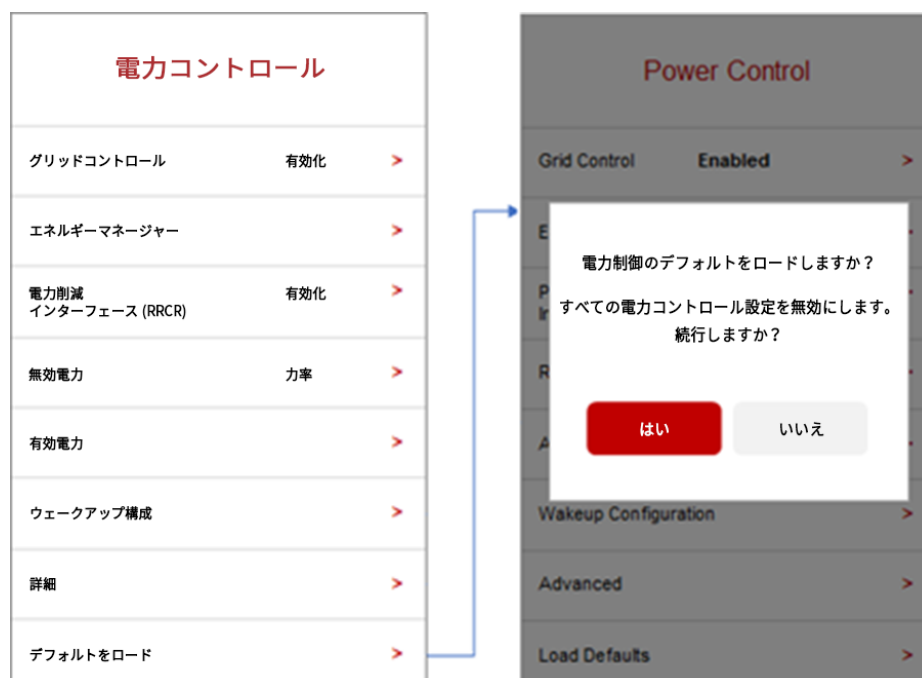 電力コントロール
グリッドコントロール 有効化 >
エネルギーマネージャー >
電力削減 有効化 >
インターフェース (RRCR)
無効電力 力率 >
有効電力 >
ウェークアップ構成 >
詳細 >
デフォルトをロード >
Power Control
Grid Control Enabled >
E
P
Ir
R
A
電力制御のデフォルトをロードしますか？
すべての電力コントロール設定を無効にします。
続行しますか？
はい いいえ
Wakeup Configuration >
Advanced >
Load Defaults >